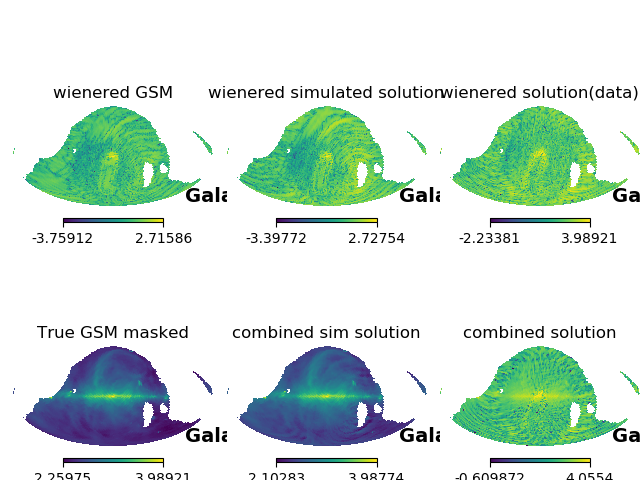 wienered GSM
wienered simulated solution
wienered solution(data)
Gala
Gala
Ga
-3.75912 2.71586
-3.39772 2.72754
-2.23381 3.98921
True GSM masked
combined sim solution
combined solution
Gala
Gala
Ga
2.25975 3.98921
2.10283 3.98774
-0.609872 4.0554